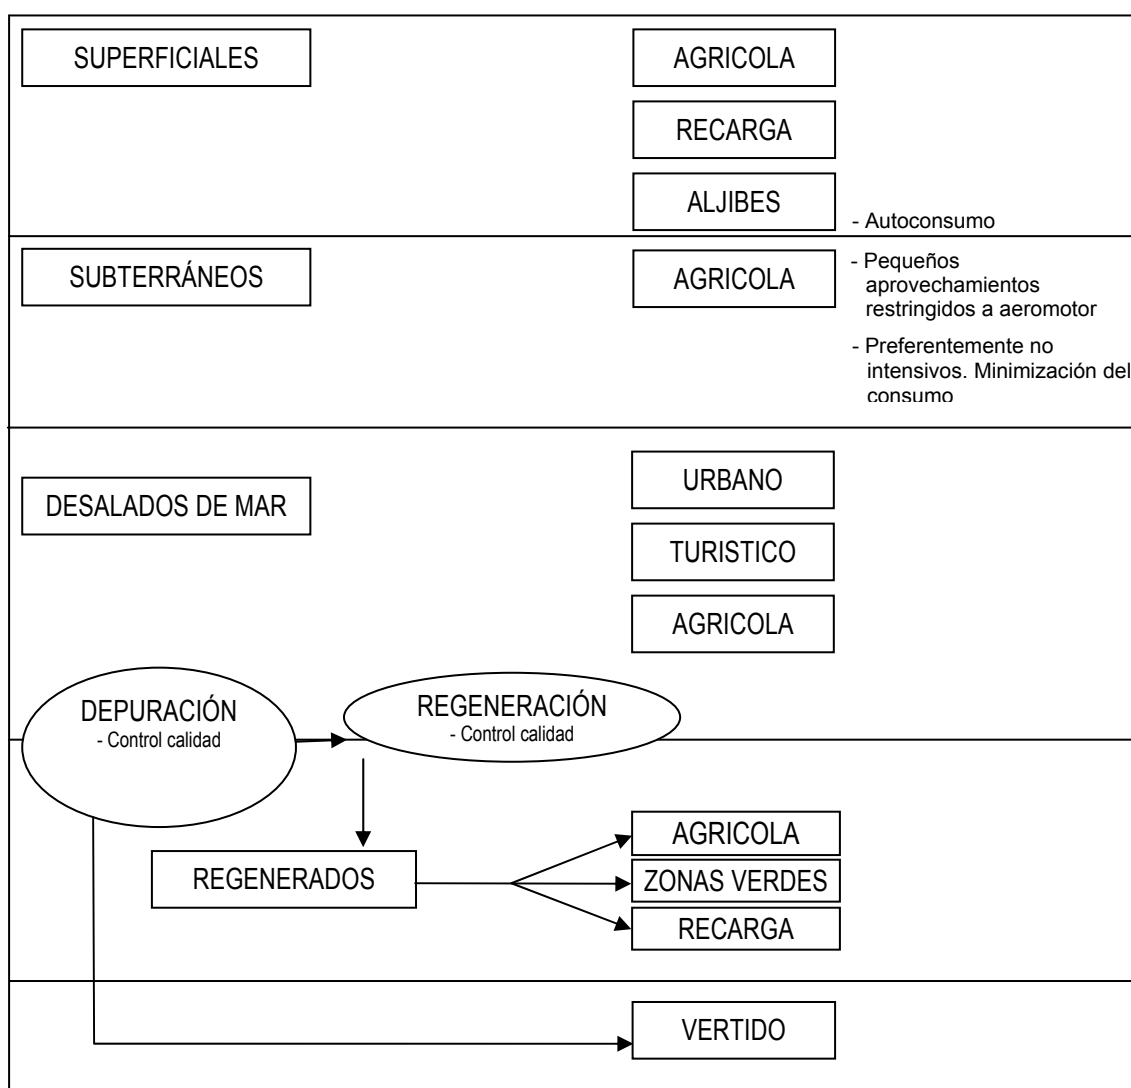 SUPERFICIALES
AGRICOLA
RECARGA
ALJIBES
- Autoconsumo
SUBTERRÁNEOS
AGRICOLA
- Pequeños
aprovechamientos
restringidos a aeromotor
- Preferentemente no
intensivos. Minimización del
consumo
DESALADOS DE MAR
URBANO
TURISTICO
AGRICOLA
DEPURACIÓN
- Control calidad
REGENERACIÓN
- Control calidad
REGENERADOS
AGRICOLA
ZONAS VERDES
RECARGA
VERTIDO